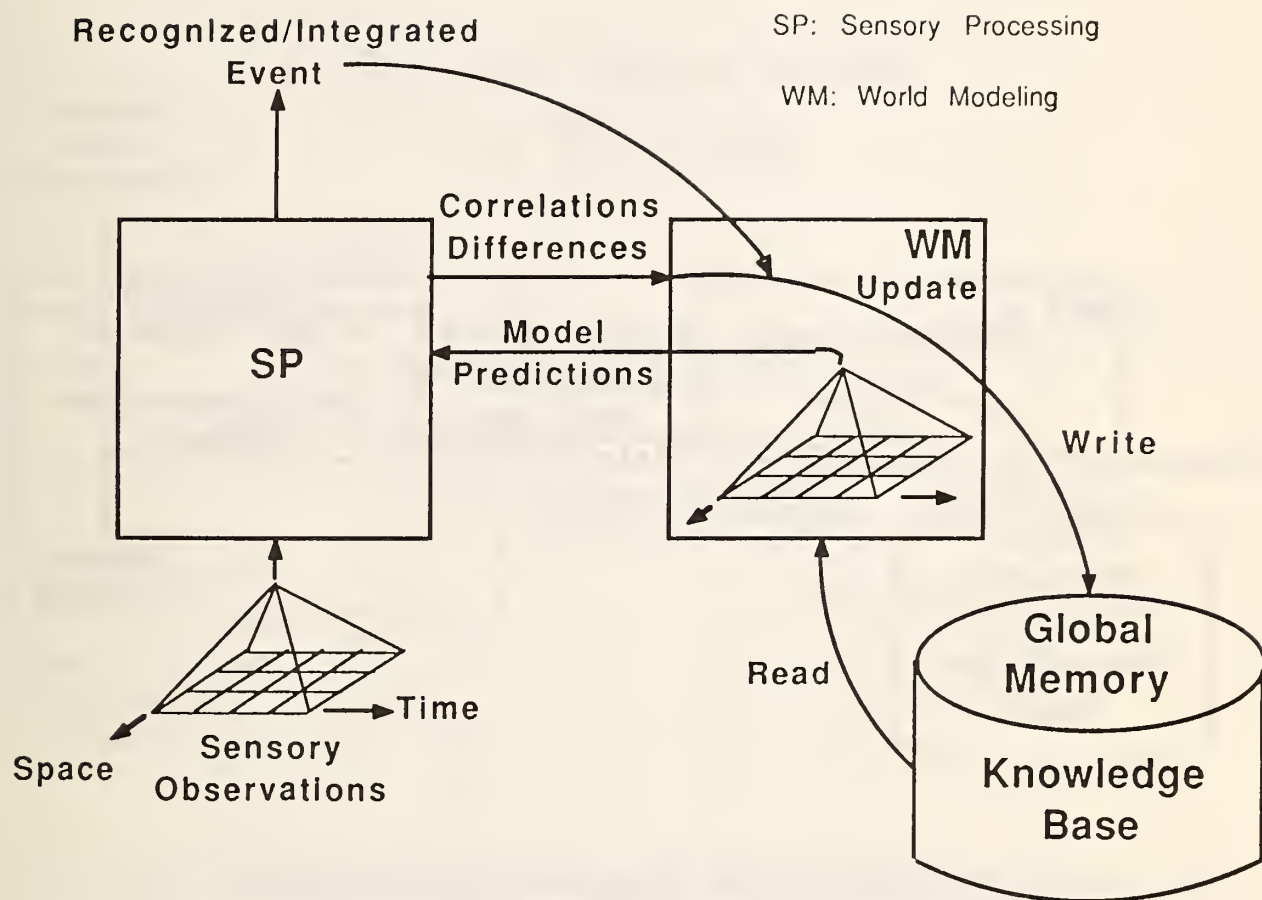 Recognized/Integrated
Event
SP: Sensory Processing
WM: World Modeling
Correlations
Differences
WM
Update
SP
Model
Predictions
Write
Read
Global
Memory
Knowledge
Base
Time
Space
Sensory
Observations